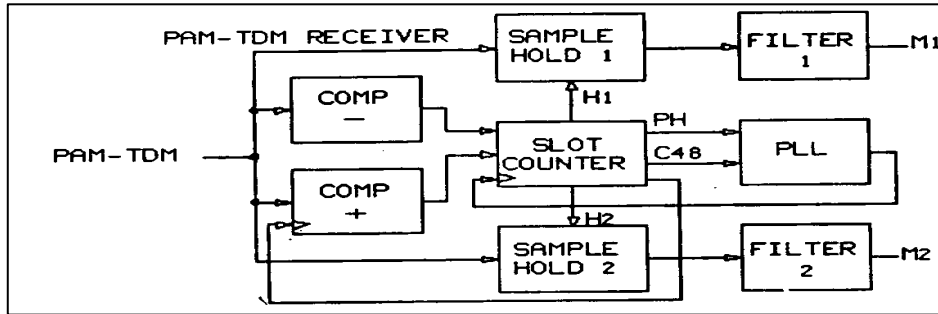 PAM-TDM RECEIVER
SAMPLE
HOLD 1
FILTER
1
M1
H1
COMP
-
PAM-TDM
COMP
+
SLOT
COUNTER
PH
C48
PLL
H2
SAMPLE
HOLD 2
FILTER
2
M2